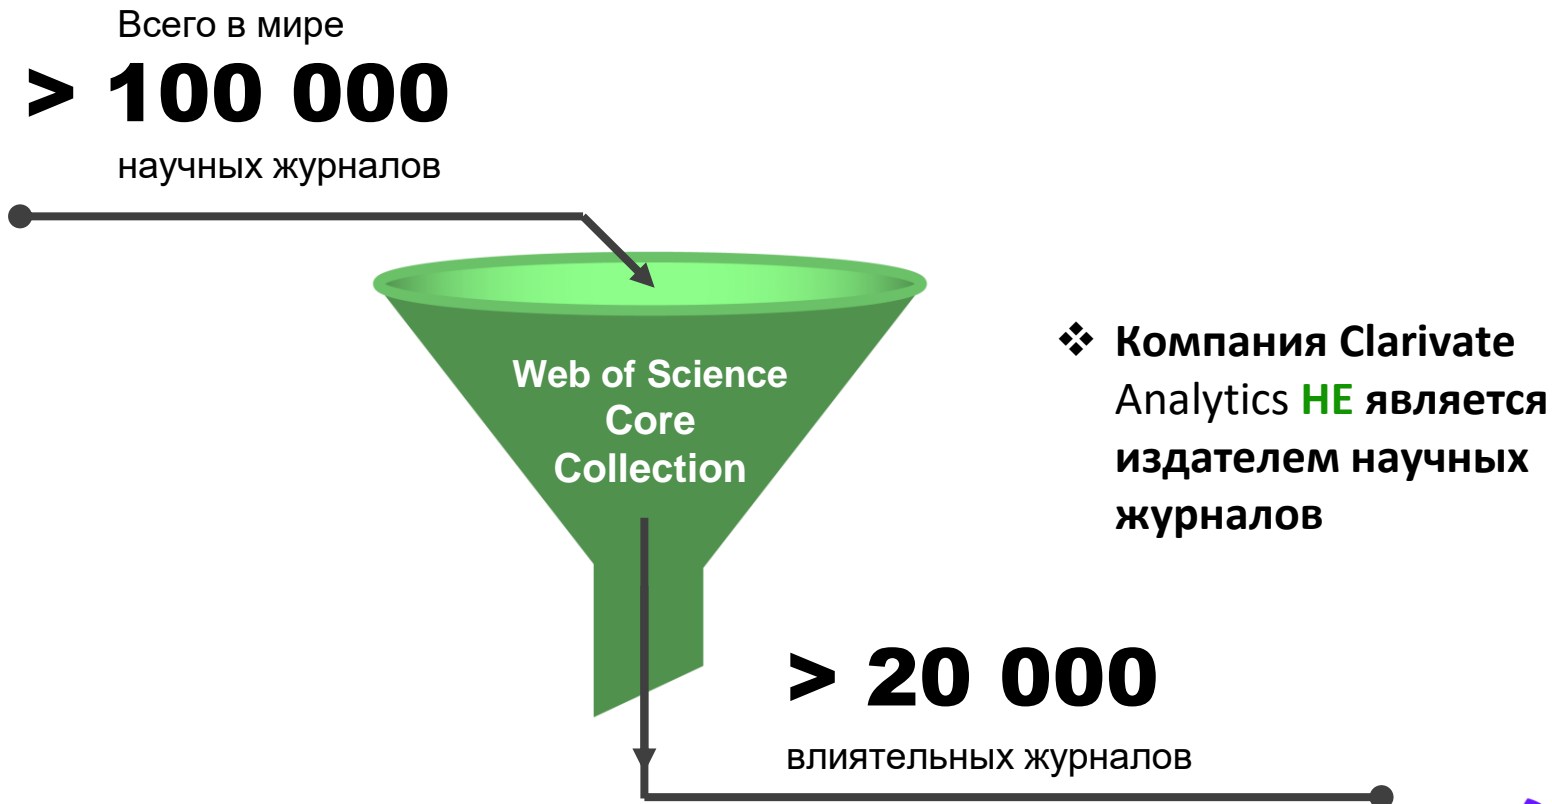 Всего в мире
> 100 000
научных журналов
Web of Science
Core
Collection
❖ Компания Clarivate
Analytics НЕ является
издателем научных
журналов
> 20 000
влиятельных журналов